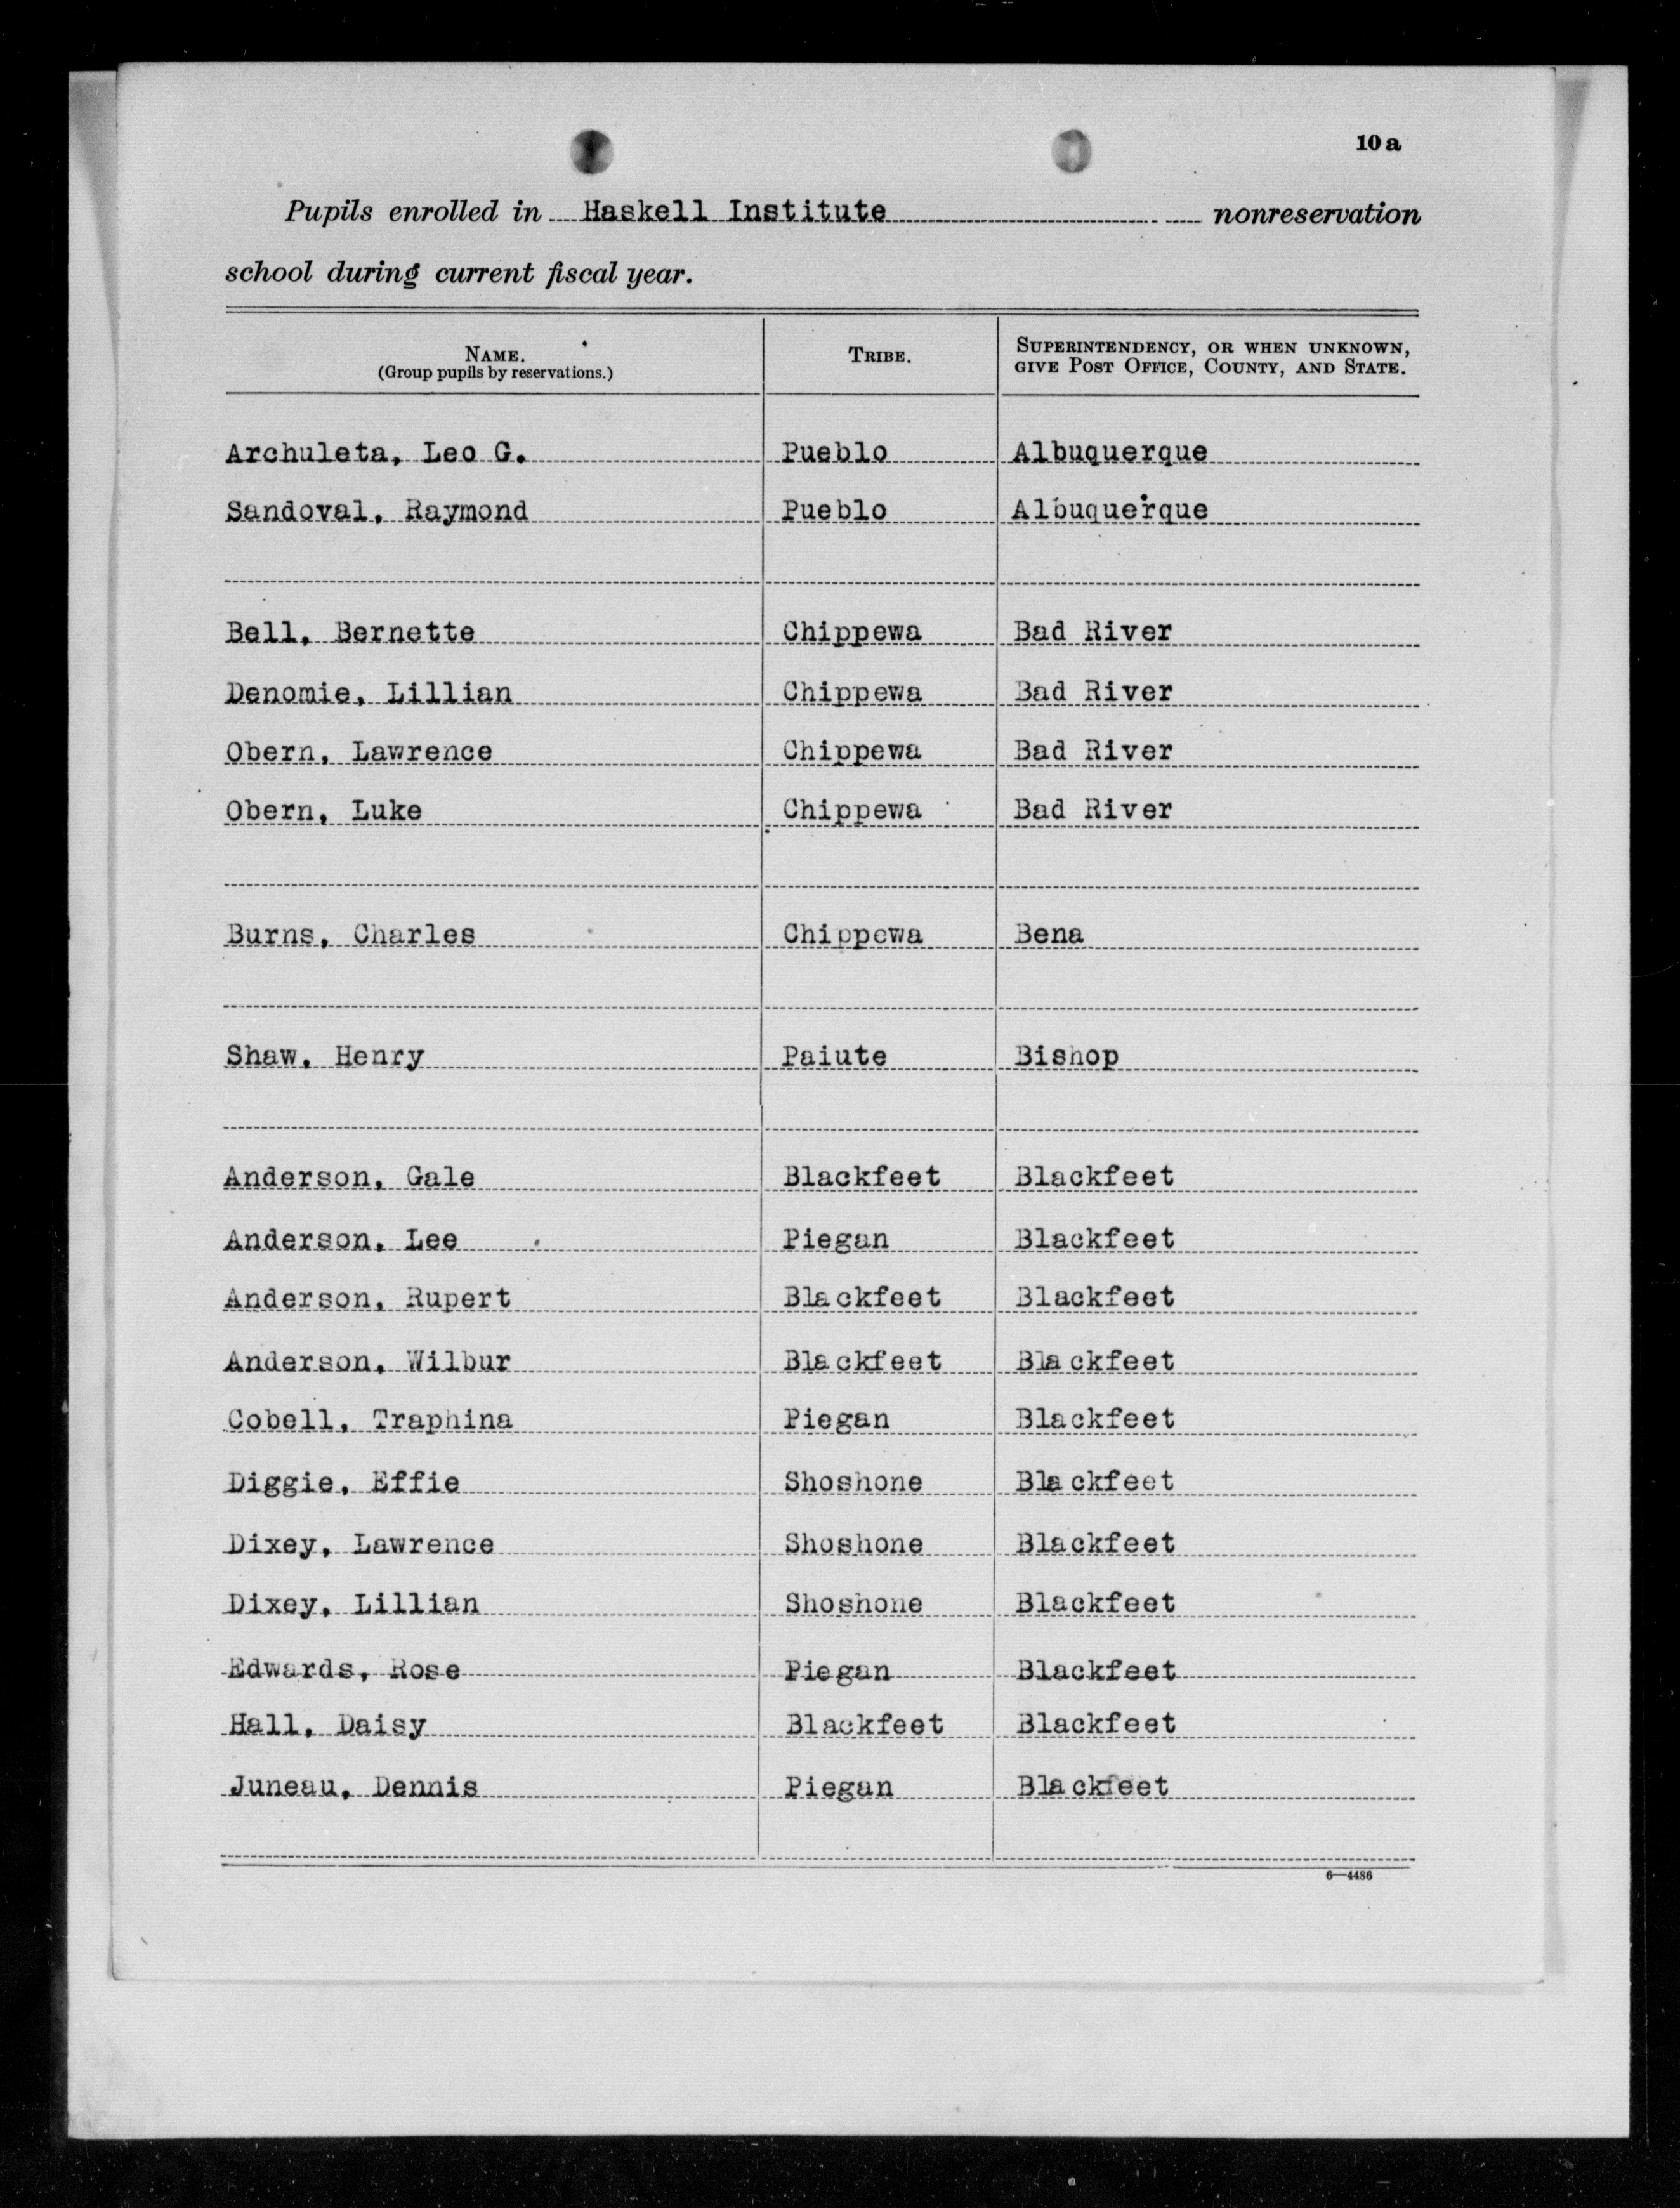 10 a
Pupils enrolled in Haskell Institute nonreservation
school during current fiscal year.
NAME.
(Group pupils by reservations.)
TRIBE.
SUPERINTENDENCY, OR WHEN UNKNOWN,
GIVE POST OFFICE, COUNTY, AND STATE.
Archuleta, Leo G. Pueblo Albuquerque
Sandoval, Raymond Pueblo Albuquerque
Bell, Bernette Chippewa Bad River
Denomie, Lillian Chippewa Bad River
Obern, Lawrence Chippewa Bad River
Obern, Luke Chippewa Bad River
Burns, Charles Chippewa Bena
Shaw, Henry Paiute Bishop
Anderson, Gale Blackfeet Blackfeet
Anderson, Lee Piegan Blackfeet
Anderson, Rupert Blackfeet Blackfeet
Anderson, Wilbur Blackfeet Blackfeet
Cobell, Traphina Piegan Blackfeet
Diggie, Effie Shoshone Blackfeet
Dixey, Lawrence Shoshone Blackfeet
Dixey, Lillian Shoshone Blackfeet
Edwards, Rose Piegan Blackfeet
Hall, Daisy Blackfeet Blackfeet
Juneau, Dennis Piegan Blackfeet
6—4486